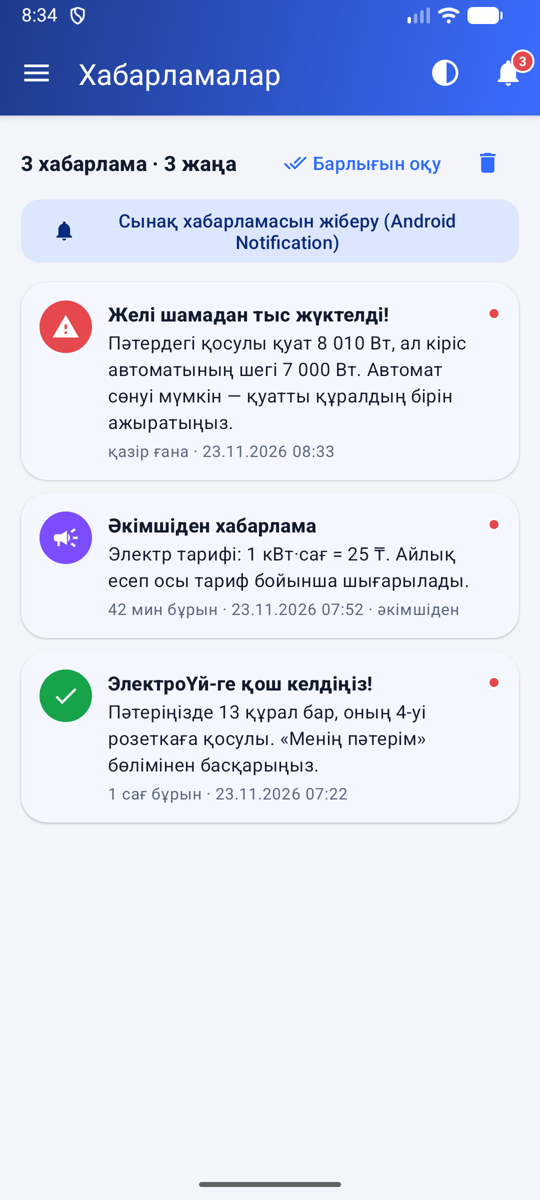 8:34
Хабарламалар
3
3 хабарлама · 3 жаңа
Барлығын оқу
Сынақ хабарламасын жіберу (Android
Notification)
Желі шамадан тыс жүктелді!
Пәтердегі қосулы қуат 8 010 Вт, ал кіріс
автоматының шегі 7 000 Вт. Автомат
сөнуі мүмкін — қуатты құралдың бірін
ажыратыңыз.
қазір ғана · 23.11.2026 08:33
Әкімшіден хабарлама
Электр тарифі: 1 кВт·сағ = 25 ₸. Айлық
есеп осы тариф бойынша шығарылады.
42 мин бұрын · 23.11.2026 07:52 · әкімшіден
ЭлектроҮй-ге қош келдіңіз!
Пәтеріңізде 13 құрал бар, оның 4-уі
розеткаға қосулы. «Менің пәтерім»
бөлімінен басқарыңыз.
1 сағ бұрын · 23.11.2026 07:22